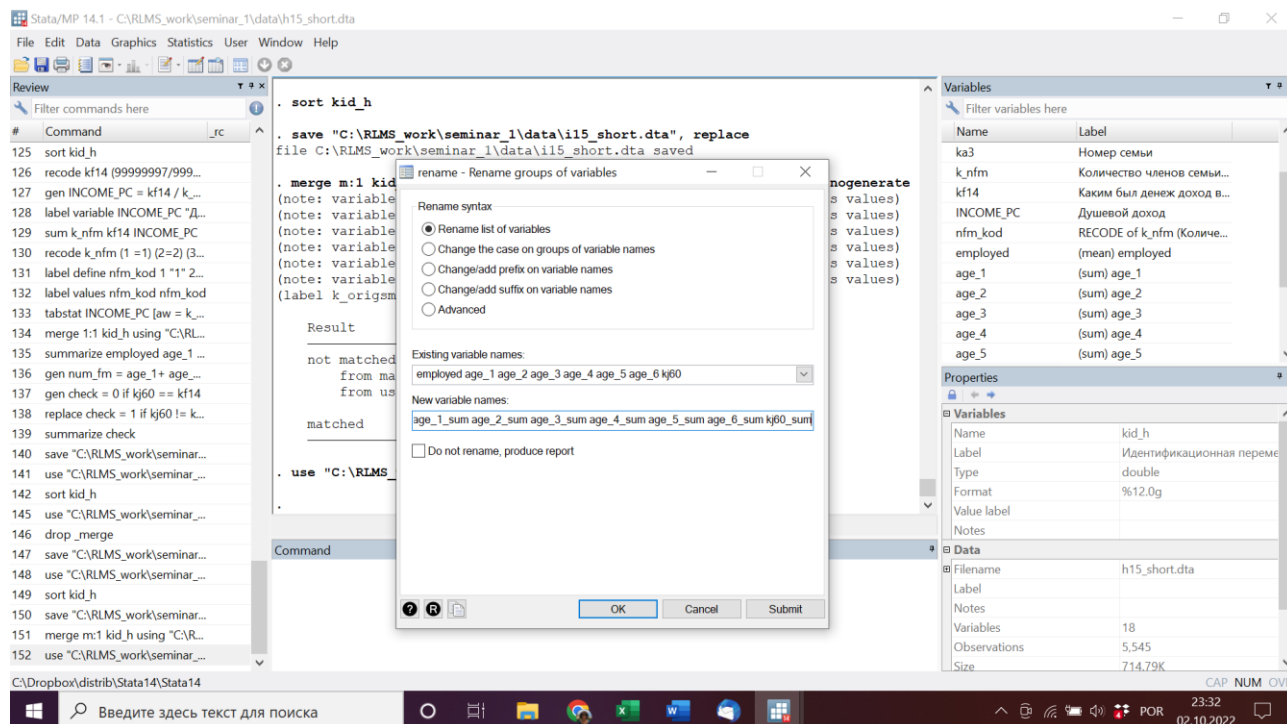 Stata/MP 14.1 - C:\RLMS_work\seminar_1\data\h15_short.dta
File Edit Data Graphics Statistics User Window Help
Review
Filter commands here
# Command _rc
125 sort kid_h
126 recode kf14 (99999997/999...
127 gen INCOME_PC = kf14 / k_...
128 label variable INCOME_PC "Д...
129 sum k_nfm kf14 INCOME_PC
130 recode k_nfm (1 =1) (2=2) (3...
131 label define nfm_kod 1 "1" 2...
132 label values nfm_kod nfm_kod
133 tabstat INCOME_PC [aw = k_...
134 merge 1:1 kid_h using "C:\RL...
135 summarize employed age_1 ...
136 gen num_fm = age_1+ age_...
137 gen check = 0 if kj60 == kf14
138 replace check = 1 if kj60 != k...
139 summarize check
140 save "C:\RLMS_work\seminar...
141 use "C:\RLMS_work\seminar_...
142 sort kid_h
145 use "C:\RLMS_work\seminar_...
146 drop _merge
147 save "C:\RLMS_work\seminar...
148 use "C:\RLMS_work\seminar_...
149 sort kid_h
150 save "C:\RLMS_work\seminar...
151 merge m:1 kid_h using "C:\R...
152 use "C:\RLMS_work\seminar_...
. sort kid_h
. save "C:\RLMS_work\seminar_1\data\i15_short.dta", replace
file C:\RLMS_work\seminar_1\data\i15_short.dta saved
. merge m:1 kid nogenerate
(note: variable s values)
(note: variable s values)
(note: variable s values)
(note: variable s values)
(note: variable s values)
(note: variable s values)
(label k_origsm
Result
not matched
from ma
from us
matched
. use "C:\RLMS_
.
Command
rename - Rename groups of variables
Rename syntax
Rename list of variables
Change the case on groups of variable names
Change/add prefix on variable names
Change/add suffix on variable names
Advanced
Existing variable names:
employed age_1 age_2 age_3 age_4 age_5 age_6 kj60
New variable names:
age_1_sum age_2_sum age_3_sum age_4_sum age_5_sum age_6_sum kj60_sum
Do not rename, produce report
? R
OK Cancel Submit
Variables
Filter variables here
Name Label
ka3 Номер семьи
k_nfm Количество членов семьи...
kf14 Каким был денеж доход в...
INCOME_PC Душевой доход
nfm_kod RECODE of k_nfm (Количе...
employed (mean) employed
age_1 (sum) age_1
age_2 (sum) age_2
age_3 (sum) age_3
age_4 (sum) age_4
age_5 (sum) age_5
Properties
Variables
Name kid_h
Label Идентификационная переме
Type double
Format %12.0g
Value label
Notes
Data
Filename h15_short.dta
Label
Notes
Variables 18
Observations 5,545
Size 714.79K
C:\Dropbox\distrib\Stata14\Stata14
CAP NUM OV
Введите здесь текст для поиска
POR
23:32
02.10.2022